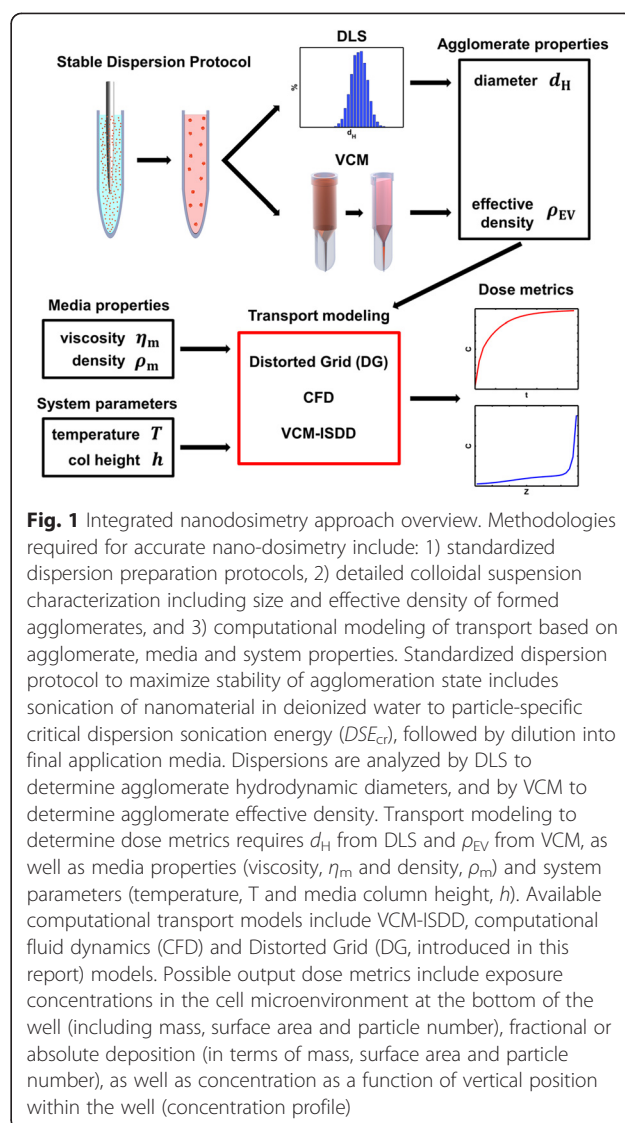 DLS
Agglomerate properties
Stable Dispersion Protocol
%
d_H
diameter d_H
VCM
effective
density ρ_EV
Media properties
viscosity η_m
density ρ_m
System parameters
temperature T
col height h
Transport modeling
Distorted Grid (DG)
CFD
VCM-ISDD
Dose metrics
C
t
C
Z
Fig. 1 Integrated nanodosimetry approach overview. Methodologies
required for accurate nano-dosimetry include: 1) standardized
dispersion preparation protocols, 2) detailed colloidal suspension
characterization including size and effective density of formed
agglomerates, and 3) computational modeling of transport based on
agglomerate, media and system properties. Standardized dispersion
protocol to maximize stability of agglomeration state includes
sonication of nanomaterial in deionized water to particle-specific
critical dispersion sonication energy (DSE_cr), followed by dilution into
final application media. Dispersions are analyzed by DLS to
determine agglomerate hydrodynamic diameters, and by VCM to
determine agglomerate effective density. Transport modeling to
determine dose metrics requires d_H from DLS and ρ_EV from VCM, as
well as media properties (viscosity, η_m and density, ρ_m) and system
parameters (temperature, T and media column height, h). Available
computational transport models include VCM-ISDD, computational
fluid dynamics (CFD) and Distorted Grid (DG, introduced in this
report) models. Possible output dose metrics include exposure
concentrations in the cell microenvironment at the bottom of the
well (including mass, surface area and particle number), fractional or
absolute deposition (in terms of mass, surface area and particle
number), as well as concentration as a function of vertical position
within the well (concentration profile)